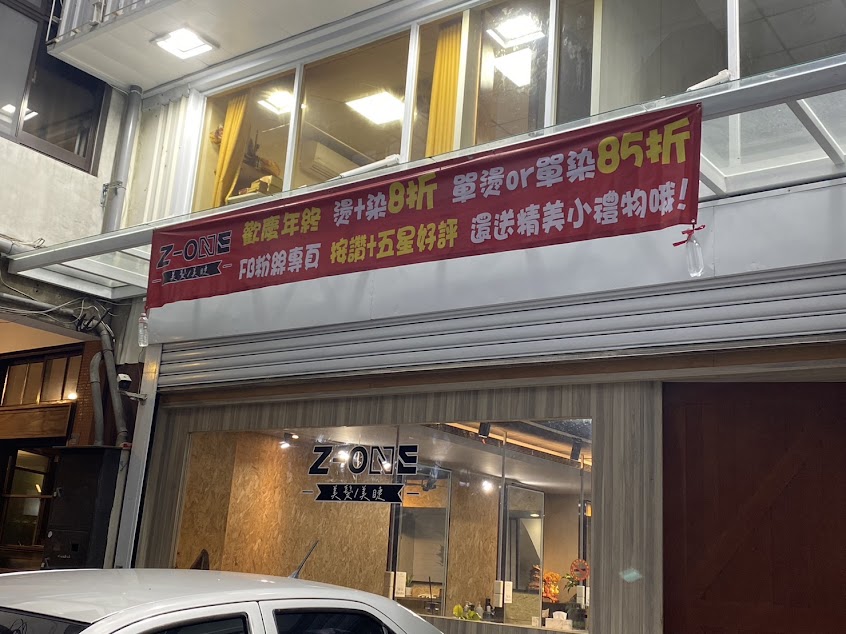 Z-ONE
美髮/美睫
歡慶年終 燙+染8折 單燙or單染85折
FB粉絲專頁 按讚+五星好評 還送精美小禮物哦!
Z-ONE
美髮/美睫